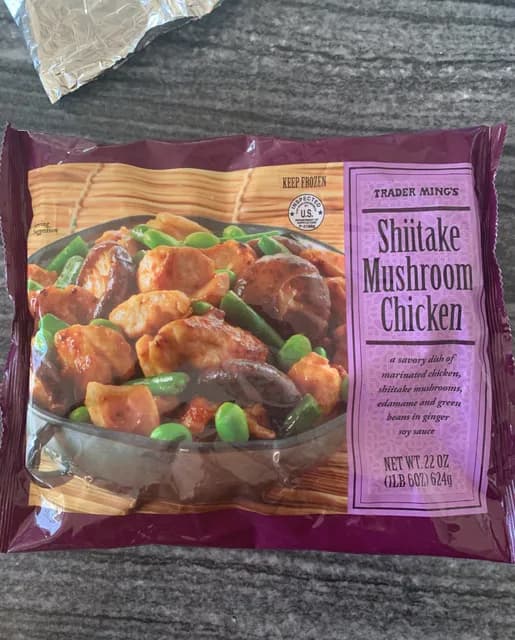 KEEP FROZEN
INSPECTED
U.S.
TRADER MING'S
Shiitake
Mushroom
Chicken
a savory dish of
marinated chicken,
shiitake mushrooms,
edamame and green
beans in ginger
soy sauce
NET WT. 22 OZ
(1LB 6OZ) 624g